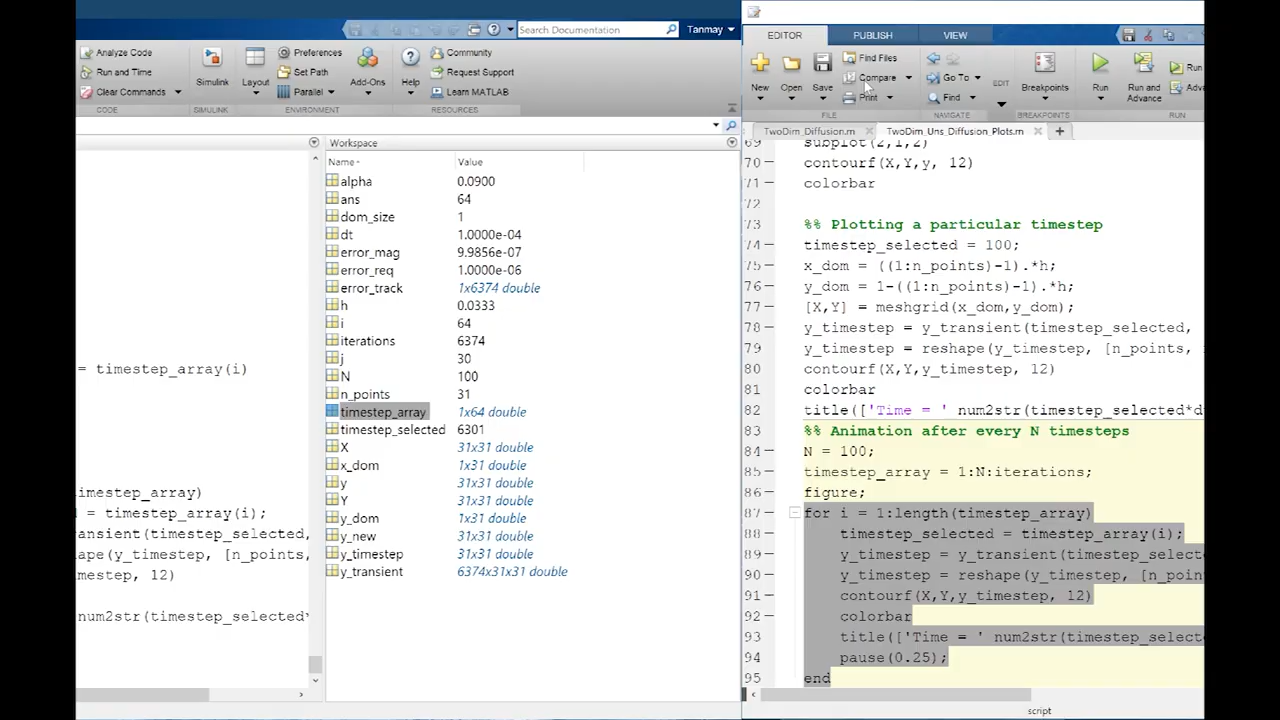 Search Documentation
Tanmay
Analyze Code
Run and Time
Clear Commands
CODE
Simulink
SIMULINK
Layout
Preferences
Set Path
Parallel
Add-Ons
ENVIRONMENT
Help
Community
Request Support
Learn MATLAB
RESOURCES
EDITOR PUBLISH VIEW
New
Open
Save
Find Files
Compare
Print
FILE
Go To
Find
NAVIGATE
EDIT
Breakpoints
BREAKPOINTS
Run
Run and
Advance
Run
Adva
RUN
TwoDim_Diffusion.m
TwoDim_Uns_Diffusion_Plots.m
= timestep_array(i)
imestep_array)
d = timestep_array(i);
ansient(timestep_selected,
hape(y_timestep, [n_points,
mestep, 12)
num2str(timestep_selected*
Workspace
Name Value
alpha 0.0900
ans 64
dom_size 1
dt 1.0000e-04
error_mag 9.9856e-07
error_req 1.0000e-06
error_track 1x6374 double
h 0.0333
i 64
iterations 6374
j 30
N 100
n_points 31
timestep_array 1x64 double
timestep_selected 6301
X 31x31 double
x_dom 1x31 double
y 31x31 double
Y 31x31 double
y_dom 1x31 double
y_new 31x31 double
y_timestep 31x31 double
y_transient 6374x31x31 double
69 subplot(2,1,2)
70 contourf(X,Y,y, 12)
71 colorbar
72
73 %% Plotting a particular timestep
74 timestep_selected = 100;
75 x_dom = ((1:n_points)-1).*h;
76 y_dom = 1-((1:n_points)-1).*h;
77 [X,Y] = meshgrid(x_dom,y_dom);
78 y_timestep = y_transient(timestep_selected,
79 y_timestep = reshape(y_timestep, [n_points,
80 contourf(X,Y,y_timestep, 12)
81 colorbar
82 title(['Time = ' num2str(timestep_selected*d
83 %% Animation after every N timesteps
84 N = 100;
85 timestep_array = 1:N:iterations;
86 figure;
87 for i = 1:length(timestep_array)
88 timestep_selected = timestep_array(i);
89 y_timestep = y_transient(timestep_selecte
90 y_timestep = reshape(y_timestep, [n_poin
91 contourf(X,Y,y_timestep, 12)
92 colorbar
93 title(['Time = ' num2str(timestep_selecte
94 pause(0.25);
95 end
script